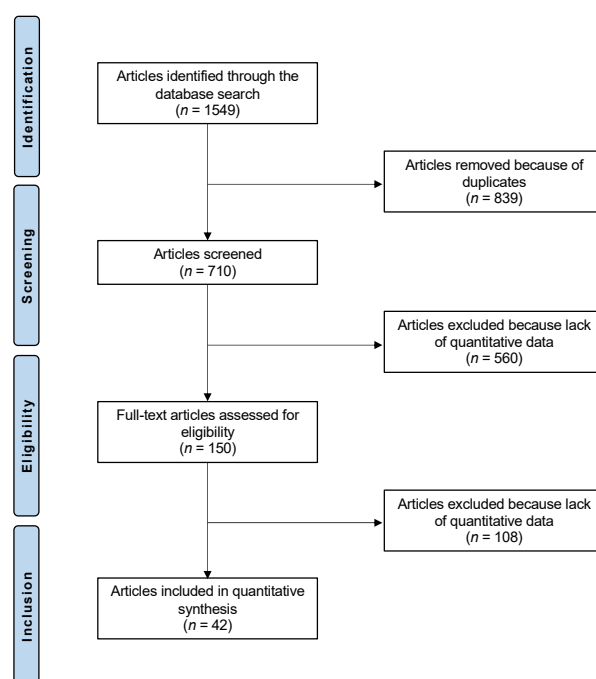 Identification
Articles identified through the
database search
(n = 1549)
Articles removed because of
duplicates
(n = 839)
Screening
Articles screened
(n = 710)
Articles excluded because lack
of quantitative data
(n = 560)
Eligibility
Full-text articles assessed for
eligibility
(n = 150)
Articles excluded because lack
of quantitative data
(n = 108)
Inclusion
Articles included in quantitative
synthesis
(n = 42)